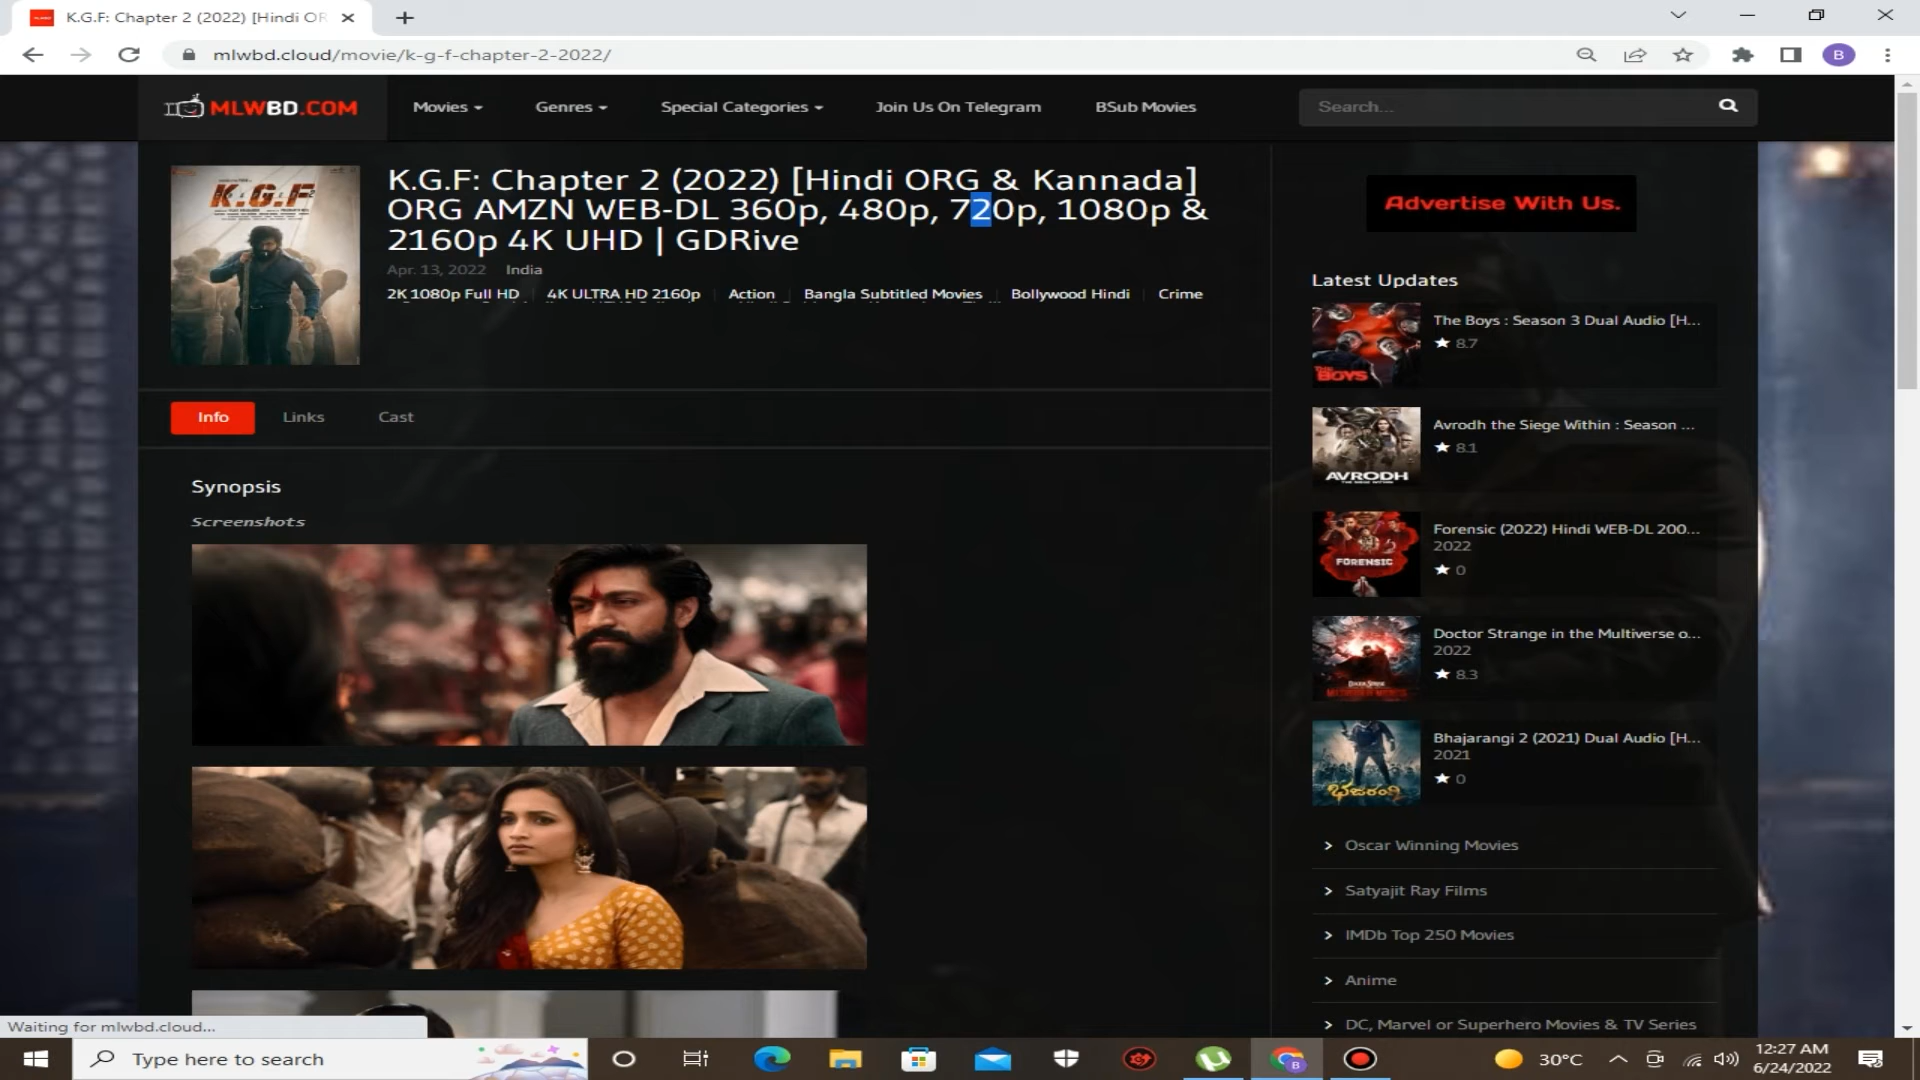 K.G.F: Chapter 2 (2022) [Hindi OR
mlwbd.cloud/movie/k-g-f-chapter-2-2022/
B
MLWBD.COM
Movies
Genres
Special Categories
Join Us On Telegram
BSub Movies
Search...
K.G.F 2
K.G.F: Chapter 2 (2022) [Hindi ORG & Kannada]
ORG AMZN WEB-DL 360p, 480p, 720p, 1080p &
2160p 4K UHD | GDRive
Apr. 13, 2022 India
2K 1080p Full HD 4K ULTRA HD 2160p Action Bangla Subtitled Movies Bollywood Hindi Crime
Info Links Cast
Synopsis
Screenshots
Advertise With Us.
Latest Updates
The Boys : Season 3 Dual Audio [H...
8.7
THE BOYS
Avrodh the Siege Within : Season ...
8.1
AVRODH
Forensic (2022) Hindi WEB-DL 200...
2022
0
FORENSIC
Doctor Strange in the Multiverse o...
2022
8.3
Bhajarangi 2 (2021) Dual Audio [H...
2021
0
ಭಜರಂಗಿ
Oscar Winning Movies
Satyajit Ray Films
IMDb Top 250 Movies
Anime
DC, Marvel or Superhero Movies & TV Series
Waiting for mlwbd.cloud...
Type here to search
B
30°C
12:27 AM
6/24/2022